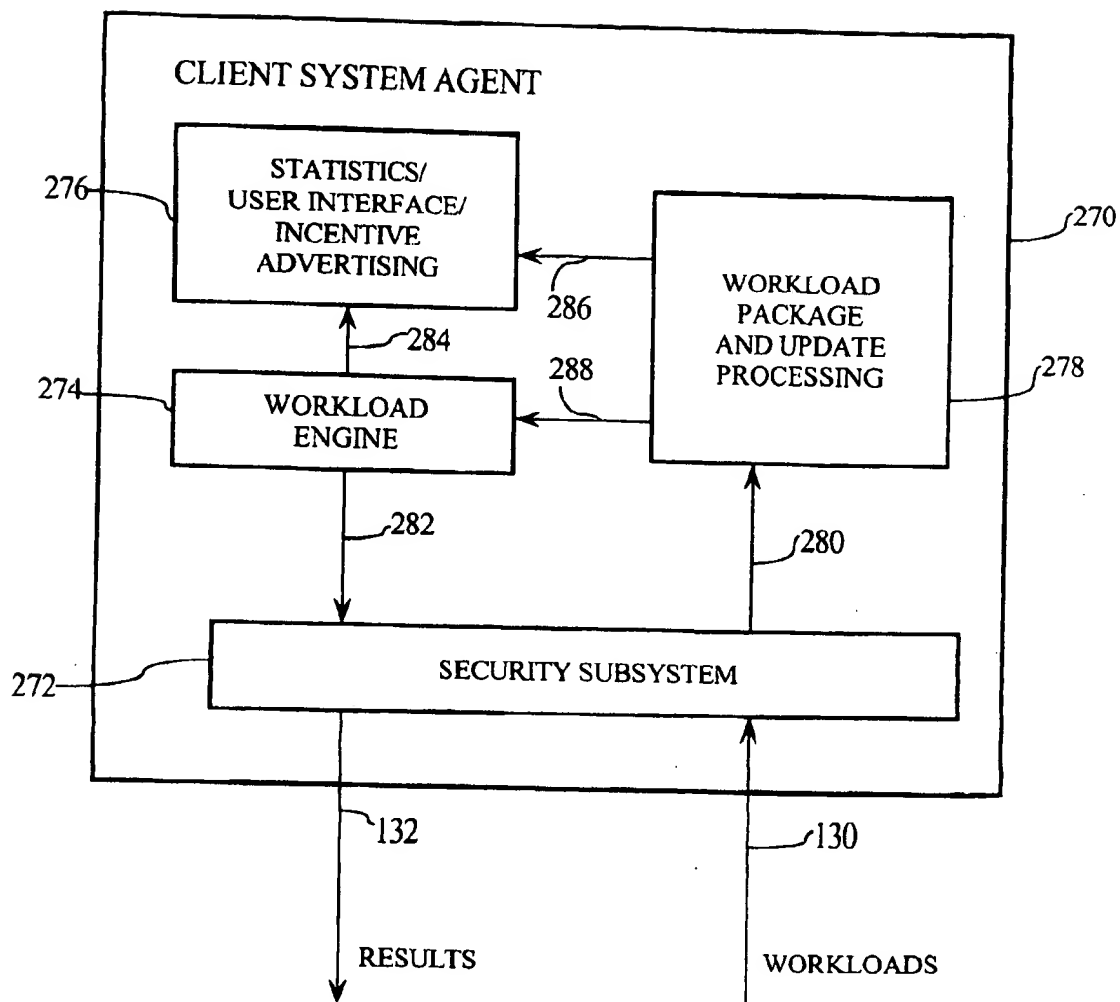 CLIENT SYSTEM AGENT
STATISTICS/
USER INTERFACE/
INCENTIVE
ADVERTISING
276
270
286
WORKLOAD
PACKAGE
AND UPDATE
PROCESSING
284
288
278
274
WORKLOAD
ENGINE
282
280
272
SECURITY SUBSYSTEM
132
130
RESULTS
WORKLOADS